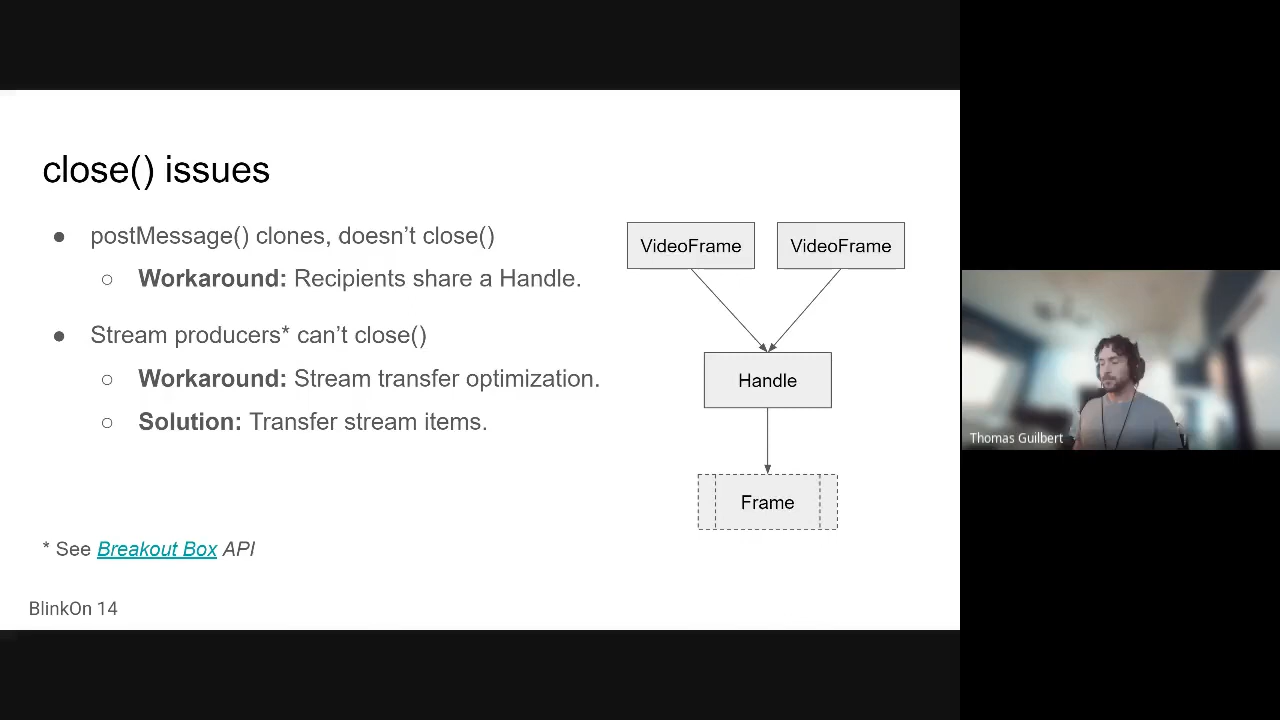 close() issues
● postMessage() clones, doesn't close()
○ Workaround: Recipients share a Handle.
● Stream producers* can't close()
○ Workaround: Stream transfer optimization.
○ Solution: Transfer stream items.
* See Breakout Box API
BlinkOn 14
VideoFrame
VideoFrame
Handle
Frame
Thomas Guilbert